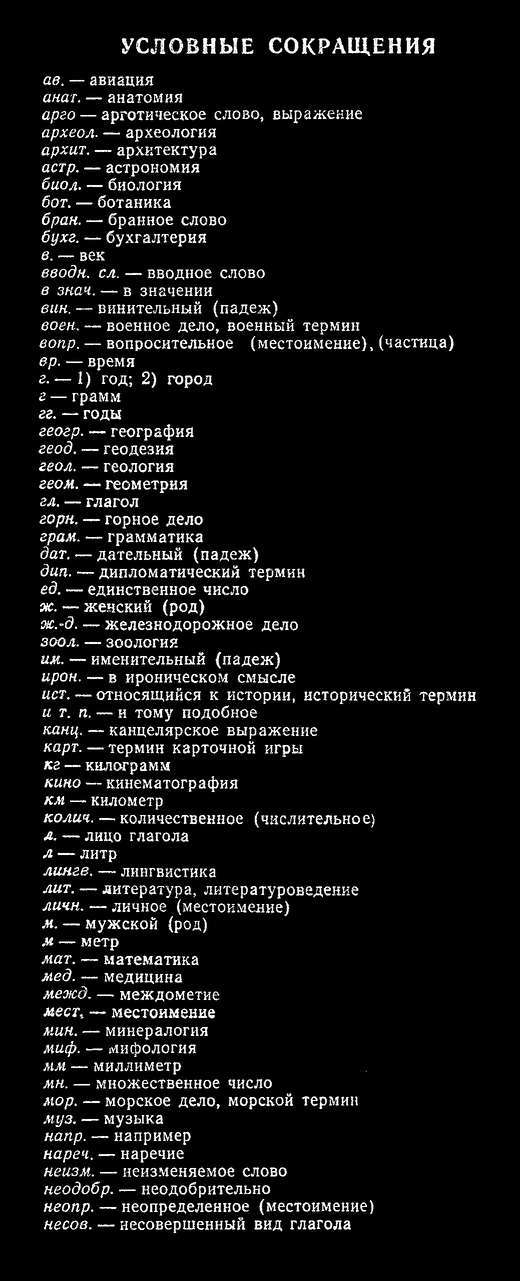 УСЛОВНЫЕ СОКРАЩЕНИЯ
ав. — авиация
анат. — анатомия
арго — арготическое слово, выражение
археол. — археология
архит. — архитектура
астр. — астрономия
биол. — биология
бот. — ботаника
бран. — бранное слово
бухг. — бухгалтерия
в. — век
вводн. сл. — вводное слово
в знач. — в значении
вин. — винительный (падеж)
воен. — военное дело, военный термин
вопр. — вопросительное (местоимение), (частица)
вр. — время
г. — 1) год; 2) город
г — грамм
гг. — годы
геогр. — география
геод. — геодезия
геол. — геология
геом. — геометрия
гл. — глагол
горн. — горное дело
грам. — грамматика
дат. — дательный (падеж)
дип. — дипломатический термин
ед. — единственное число
ж. — женский (род)
ж.-д. — железнодорожное дело
зоол. — зоология
им. — именительный (падеж)
ирон. — в ироническом смысле
ист. — относящийся к истории, исторический термин
и т. п. — и тому подобное
канц. — канцелярское выражение
карт. — термин карточной игры
кг — килограмм
кино — кинематография
км — километр
колич. — количественное (числительное)
л. — лицо глагола
л — литр
лингв. — лингвистика
лит. — литература, литературоведение
личн. — личное (местоимение)
м. — мужской (род)
м — метр
мат. — математика
мед. — медицина
межд. — междометие
мест. — местоимение
мин. — минералогия
миф. — мифология
мм — миллиметр
мн. — множественное число
мор. — морское дело, морской термин
муз. — музыка
напр. — например
нареч. — наречие
неизм. — неизменяемое слово
неодобр. — неодобрительно
неопр. — неопределенное (местоимение)
несов. — несовершенный вид глагола